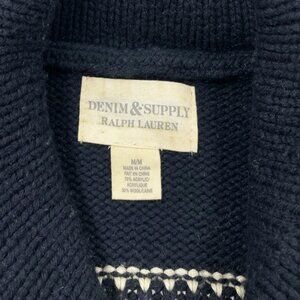 DENIM & SUPPLY
RALPH LAUREN
M/M
MADE IN CHINA
FAIT EN CHINE
70% ACRYLIC/
ACRYLIQUE
30% WOOL/LAINE